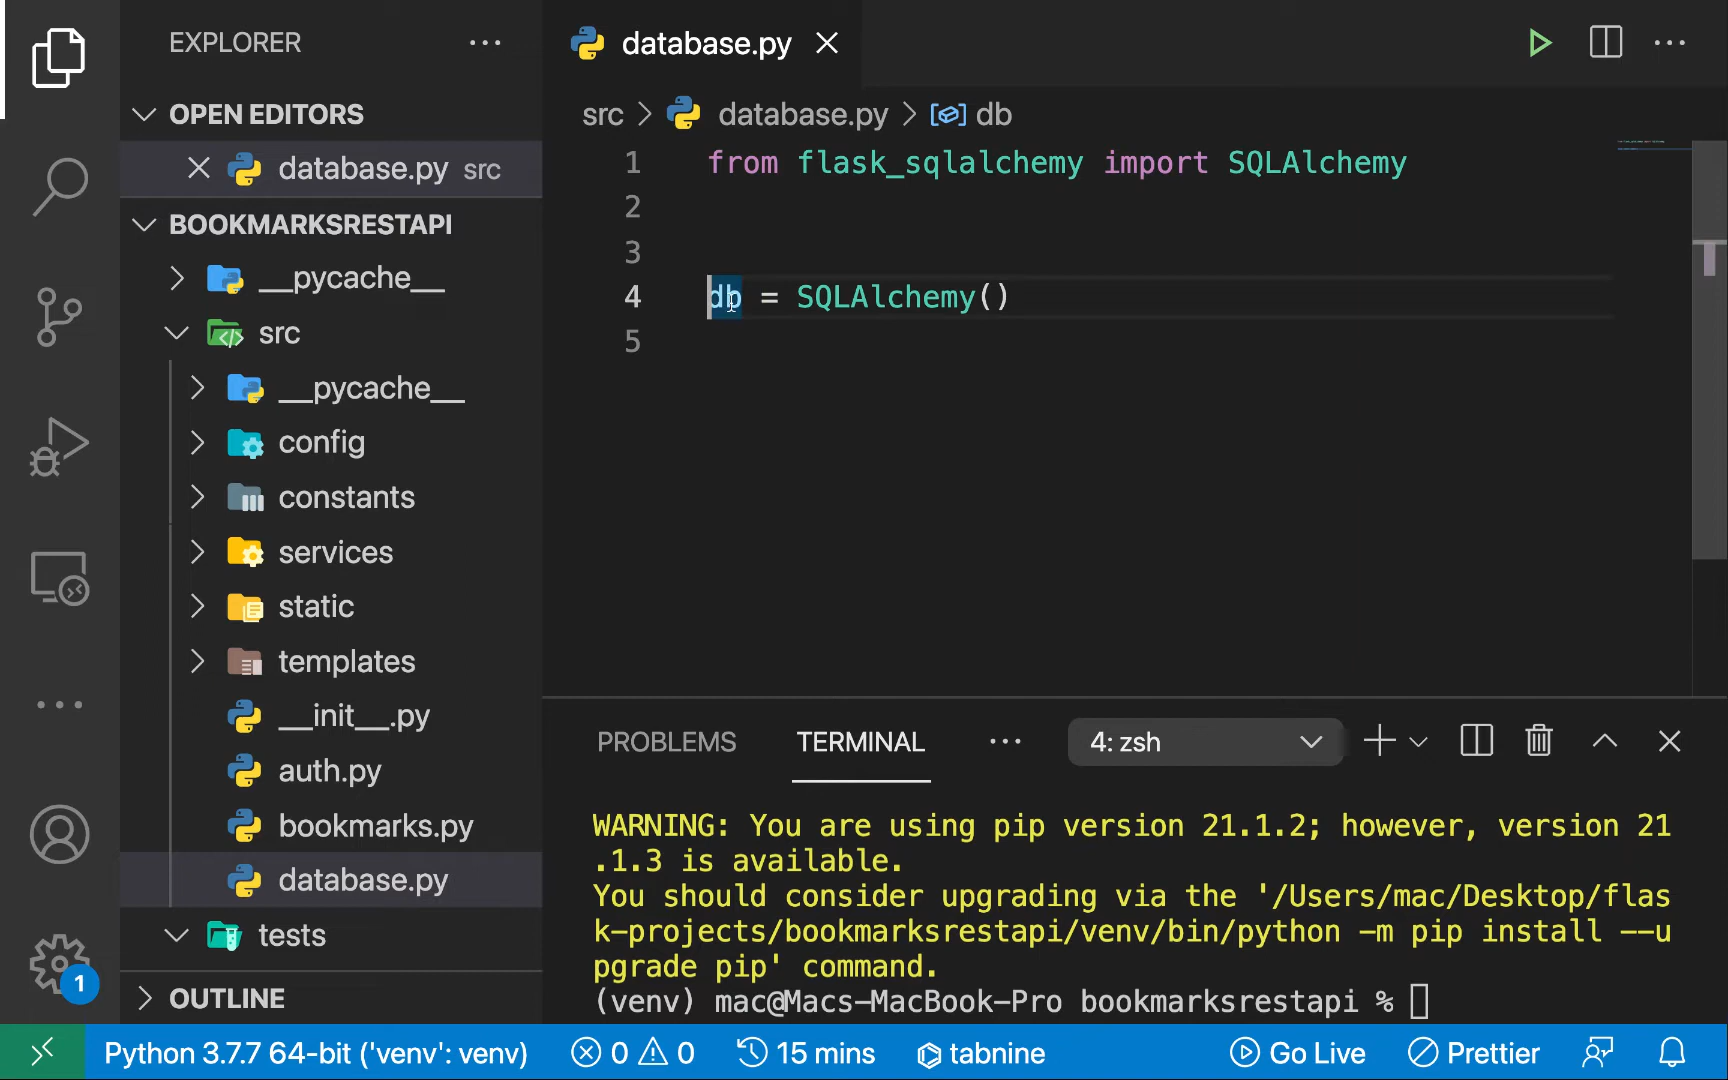 EXPLORER
OPEN EDITORS
database.py src
BOOKMARKSRESTAPI
__pycache__
src
__pycache__
config
constants
services
static
templates
__init__.py
auth.py
bookmarks.py
database.py
tests
OUTLINE
database.py
src > database.py > db
1 from flask_sqlalchemy import SQLAlchemy
2
3
4 db = SQLAlchemy()
5
PROBLEMS TERMINAL ... 4: zsh
WARNING: You are using pip version 21.1.2; however, version 21
.1.3 is available.
You should consider upgrading via the '/Users/mac/Desktop/flas
k-projects/bookmarksrestapi/venv/bin/python -m pip install --u
pgrade pip' command.
(venv) mac@Macs-MacBook-Pro bookmarksrestapi %
1
Python 3.7.7 64-bit ('venv': venv) 0 0 15 mins tabnine Go Live Prettier